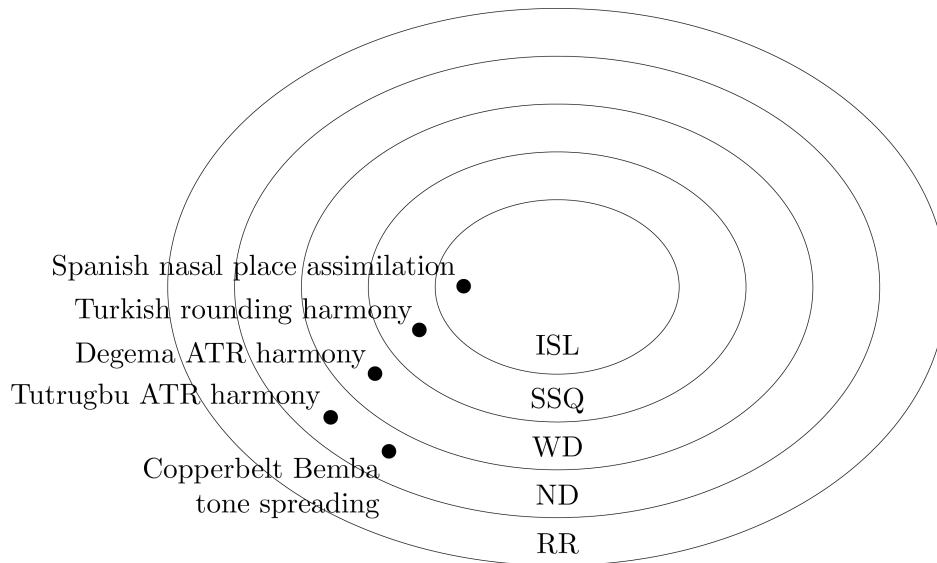 Spanish nasal place assimilation
Turkish rounding harmony
ISL
Degema ATR harmony
Tutrugbu ATR harmony
SSQ
WD
Copperbelt Bemba
tone spreading
ND
RR